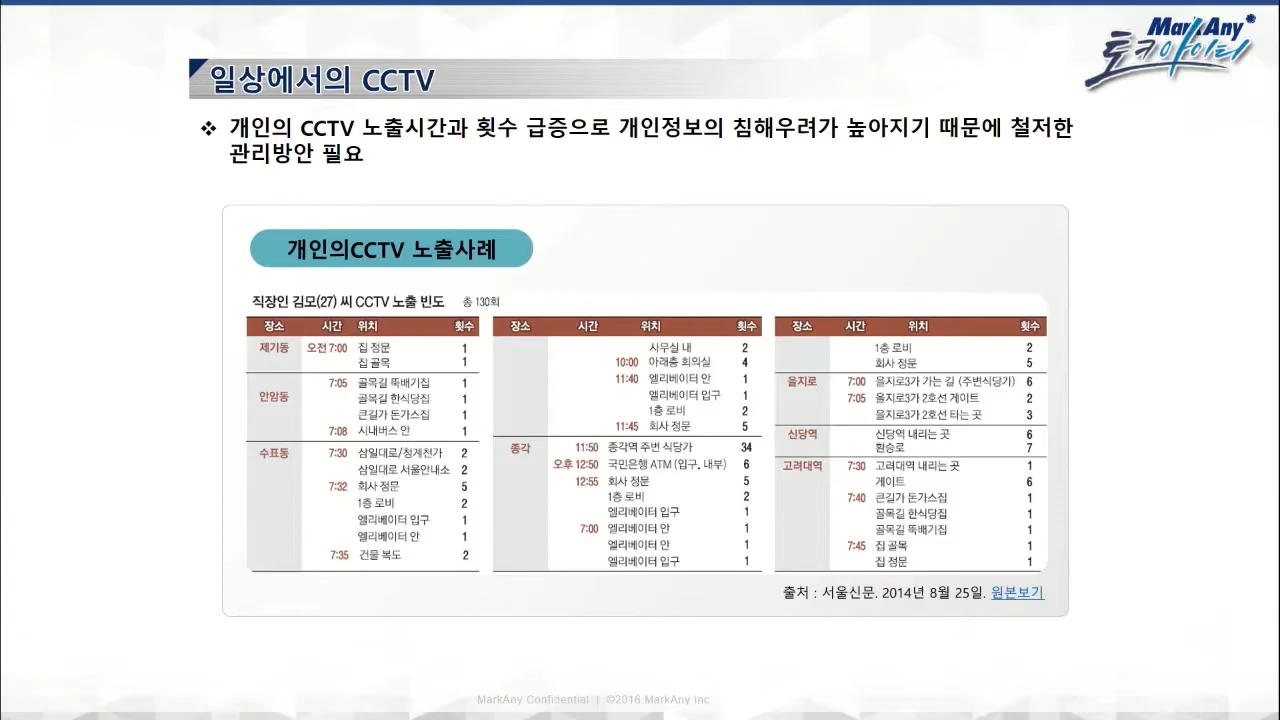 MarkAny
토크아이티
일상에서의 CCTV
❖ 개인의 CCTV 노출시간과 횟수 급증으로 개인정보의 침해우려가 높아지기 때문에 철저한
관리방안 필요
개인의CCTV 노출사례
직장인 김모(27) 씨 CCTV 노출 빈도 총 130회
장소 시간 위치 횟수
제기동 오전 7:00 집 정문 1
집 골목 1
안암동 7:05 골목길 뚝배기집 1
골목길 한식당집 1
큰길가 돈가스집 1
7:08 시내버스 안 1
수표동 7:30 삼일대로/청계천가 2
삼일대로 서울안내소 2
7:32 회사 정문 5
1층 로비 2
엘리베이터 입구 1
엘리베이터 안 1
7:35 건물 복도 2
장소 시간 위치 횟수
사무실 내 2
10:00 아래층 회의실 4
11:40 엘리베이터 안 1
엘리베이터 입구 1
1층 로비 2
11:45 회사 정문 5
종각 11:50 종각역 주변 식당가 34
오후 12:50 국민은행 ATM (입구, 내부) 6
12:55 회사 정문 5
1층 로비 2
엘리베이터 입구 1
7:00 엘리베이터 안 1
엘리베이터 안 1
엘리베이터 입구 1
장소 시간 위치 횟수
1층 로비 2
회사 정문 5
을지로 7:00 을지로3가 가는 길 (주변식당가) 6
7:05 을지로3가 2호선 게이트 2
을지로3가 2호선 타는 곳 3
신당역 신당역 내리는 곳 6
환승로 7
고려대역 7:30 고려대역 내리는 곳 1
게이트 6
7:40 큰길가 돈가스집 1
골목길 한식당집 1
골목길 뚝배기집 1
7:45 집 골목 1
집 정문 1
출처 : 서울신문. 2014년 8월 25일. 원본보기
MarkAny Confidential | ©2016 MarkAny Inc